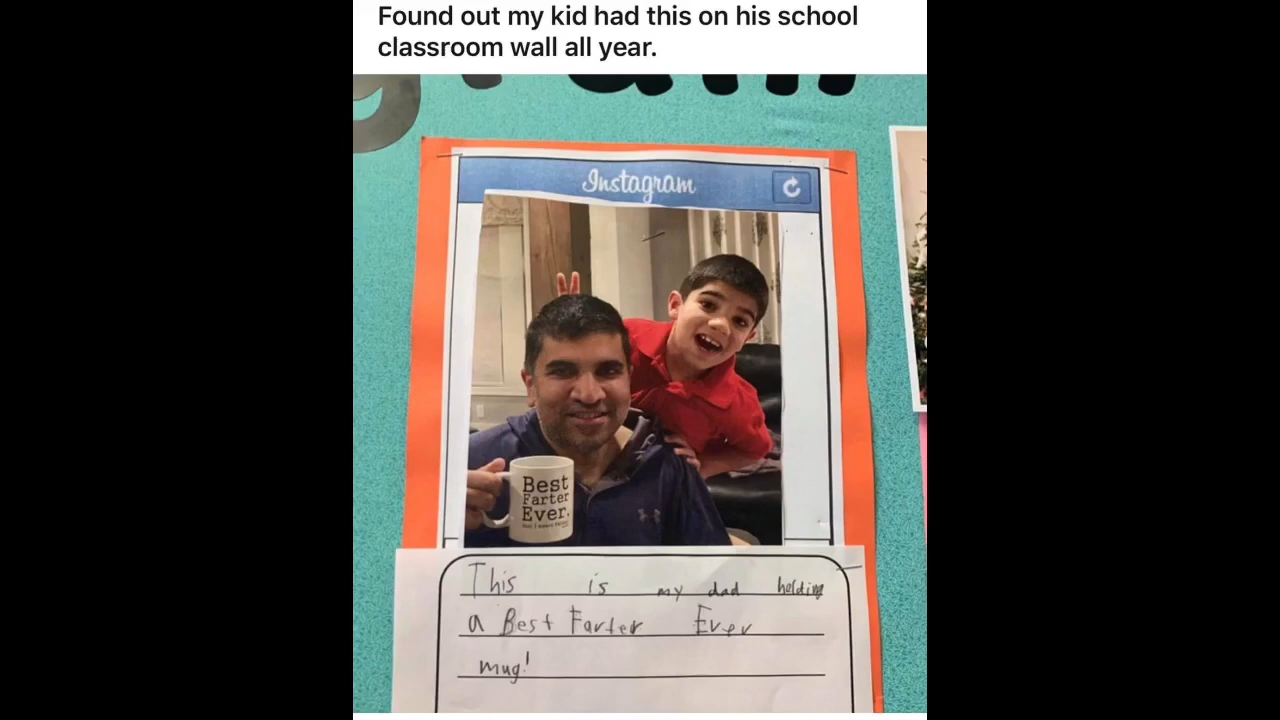 Found out my kid had this on his school
classroom wall all year.
Instagram
Best
Farter
Ever.
This is my dad holding
a Best Farter Ever
mug!